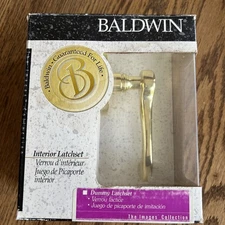 BALDWIN
• Baldwin • Guaranteed For Life •
B
Interior Latchset •
Verrou d'intérieur •
Juego de Picaporte
interior
Dummy Latchset •
• Verrou factice
• Juego de picaporte de imitación
the Images Collection